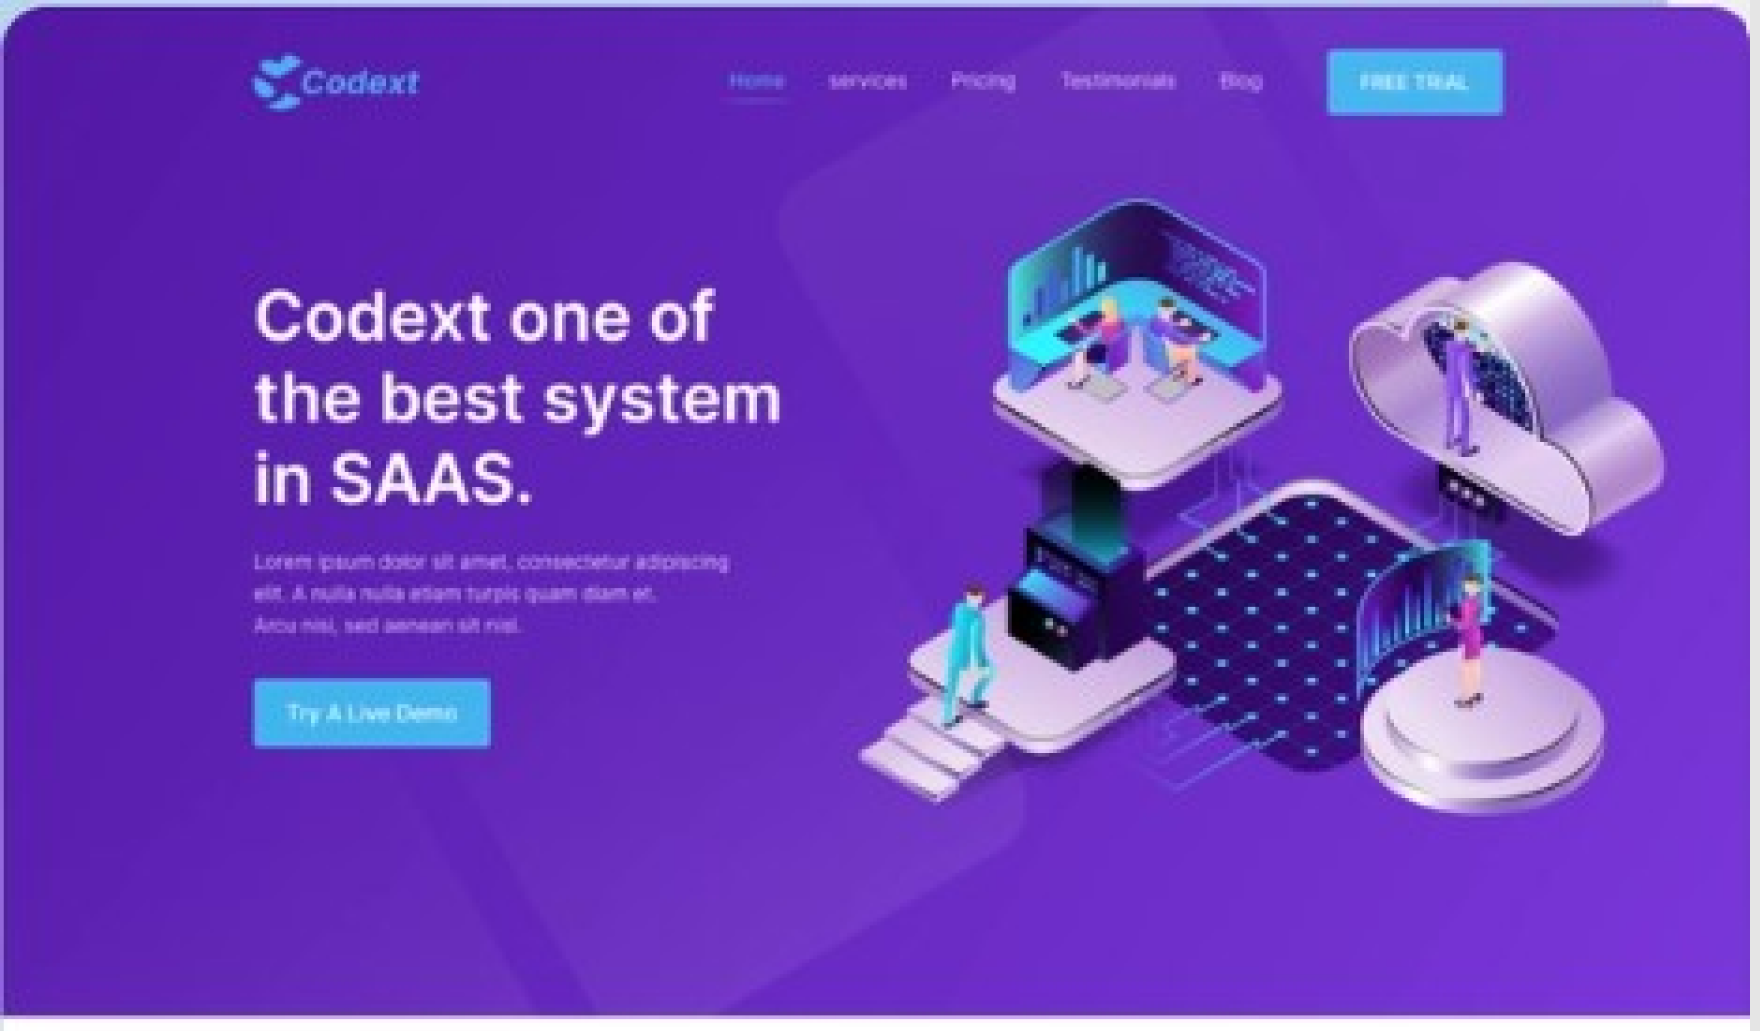 Codext
Home services Pricing Testimonials Blog FREE TRIAL
Codext one of
the best system
in SAAS.
Lorem ipsum dolor sit amet, consectetur adipiscing
elit. A nulla nulla etiam turpis quam diam et.
Arcu nisi, sed aenean sit nisl.
Try A Live Demo